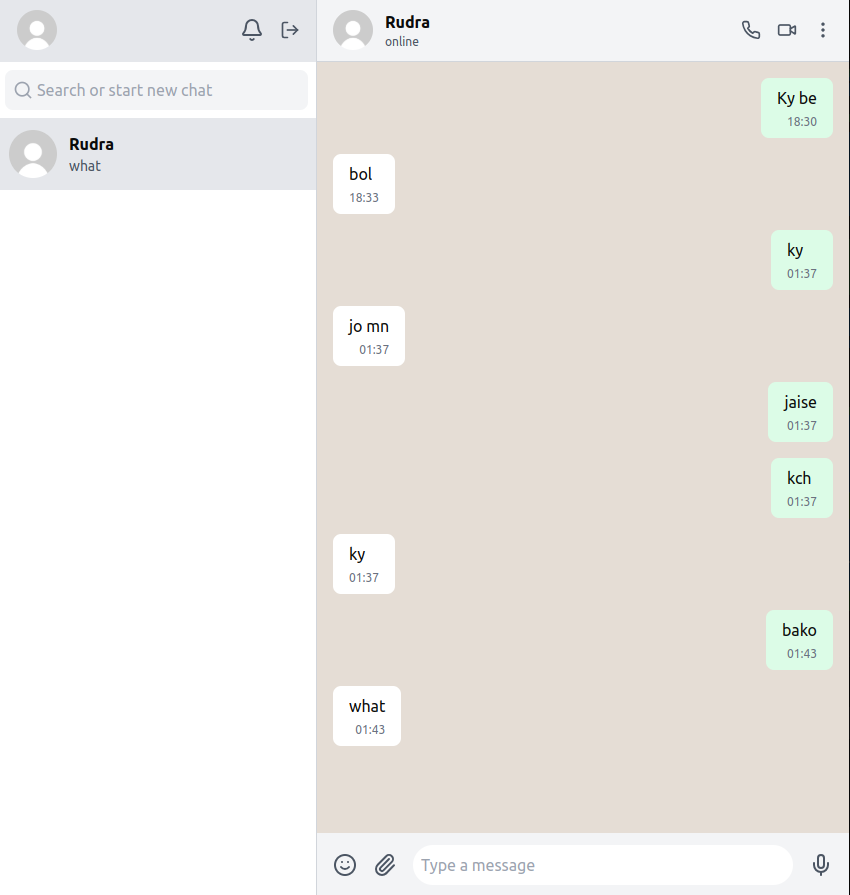 Search or start new chat
Rudra
what
Rudra
online
Ky be
18:30
bol
18:33
ky
01:37
jo mn
01:37
jaise
01:37
kch
01:37
ky
01:37
bako
01:43
what
01:43
Type a message